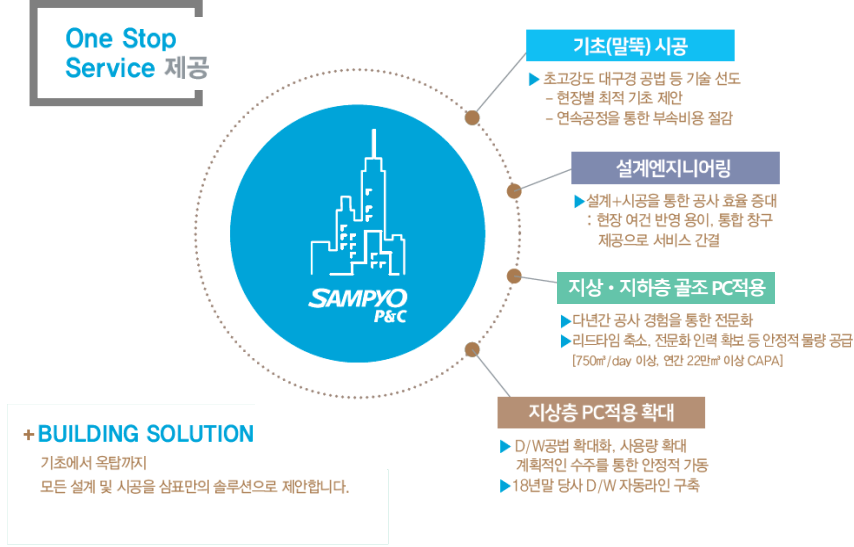 One Stop
Service 제공
기초(말뚝) 시공
▶ 초고강도 대구경 공법 등 기술 선도
– 현장별 최적 기초 제안
– 연속공정을 통한 부속비용 절감
설계엔지니어링
▶설계+시공을 통한 공사 효율 증대
: 현장 여건 반영 용이, 통합 창구
제공으로 서비스 간결
지상・지하층 골조 PC적용
▶다년간 공사 경험을 통한 전문화
▶리드타임 축소, 전문화 인력 확보 등 안정적 물량 공급
[750㎥/day 이상, 연간 22만㎥ 이상 CAPA]
SAMPYO
P&C
지상층 PC적용 확대
▶ D/W공법 확대화, 사용량 확대
계획적인 수주를 통한 안정적 가동
▶18년말 당사 D/W 자동라인 구축
+BUILDING SOLUTION
기초에서 옥탑까지
모든 설계 및 시공을 삼표만의 솔루션으로 제안합니다.